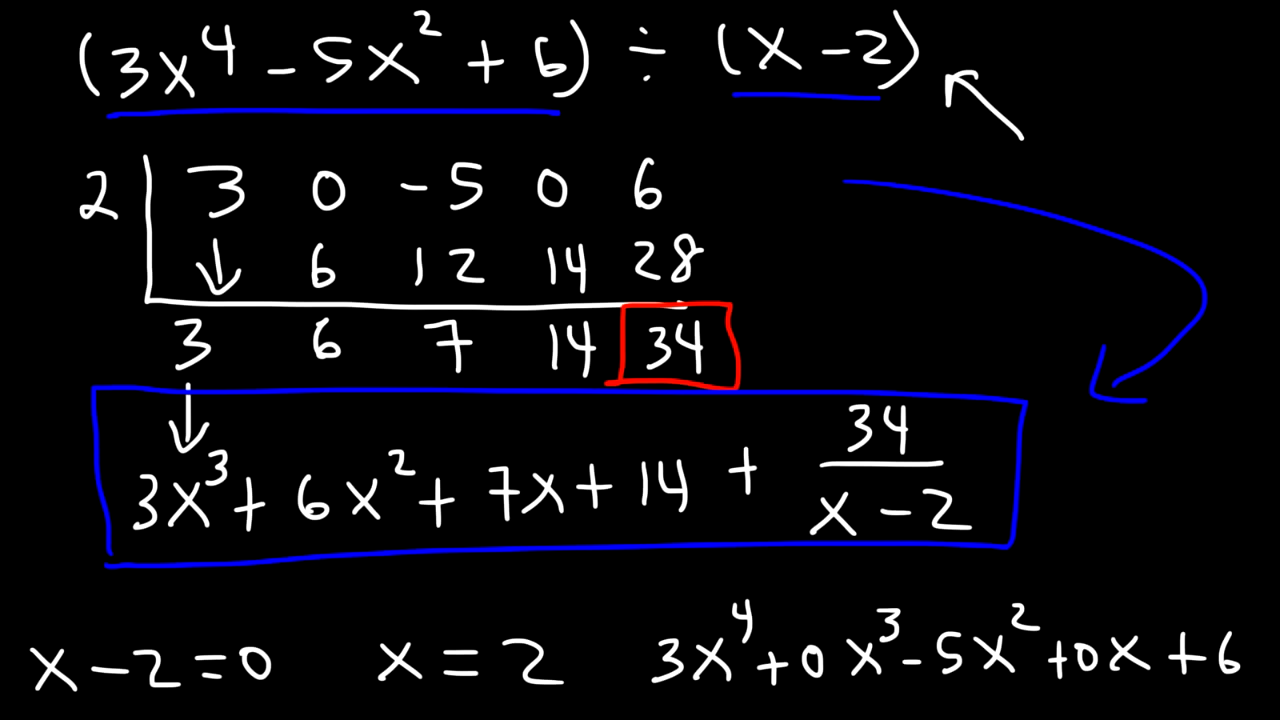 (3x⁴ - 5x² + 6) ÷ (x - 2)
2 | 3 0 -5 0 6
↓ 6 12 14 28
3 6 7 14 34
↓
3x³ + 6x² + 7x + 14 + 34/(x - 2)
x - 2 = 0 x = 2 3x⁴ + 0x³ - 5x² + 0x + 6